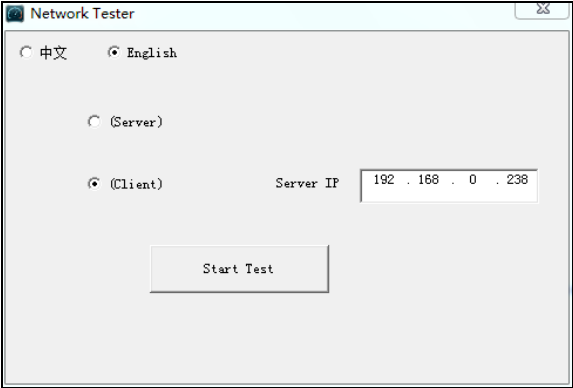 Network Tester
中文 English
(Server)
(Client) Server IP 192 . 168 . 0 . 238
Start Test